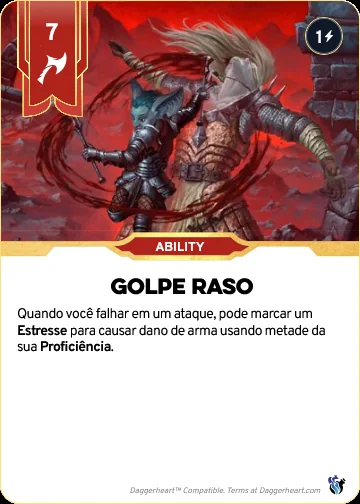 7
1
ABILITY
GOLPE RASO
Quando você falhar em um ataque, pode marcar um
Estresse para causar dano de arma usando metade da
sua Proficiência.
Daggerheart™ Compatible. Terms at Daggerheart.com